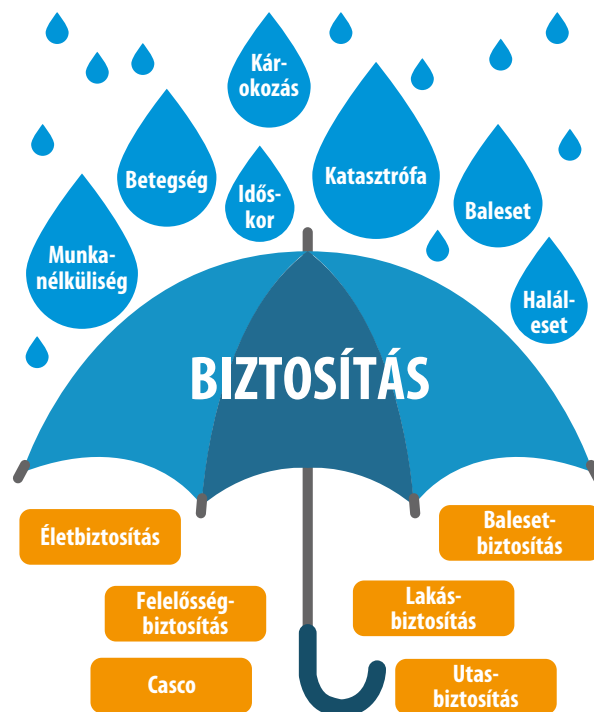 Kár-
okozás
Betegség
Katasztrófa
Idős-
kor
Baleset
Munka-
nélküliség
Halál-
eset
BIZTOSÍTÁS
Életbiztosítás
Baleset-
biztosítás
Felelősség-
biztosítás
Lakás-
biztosítás
Casco
Utas-
biztosítás